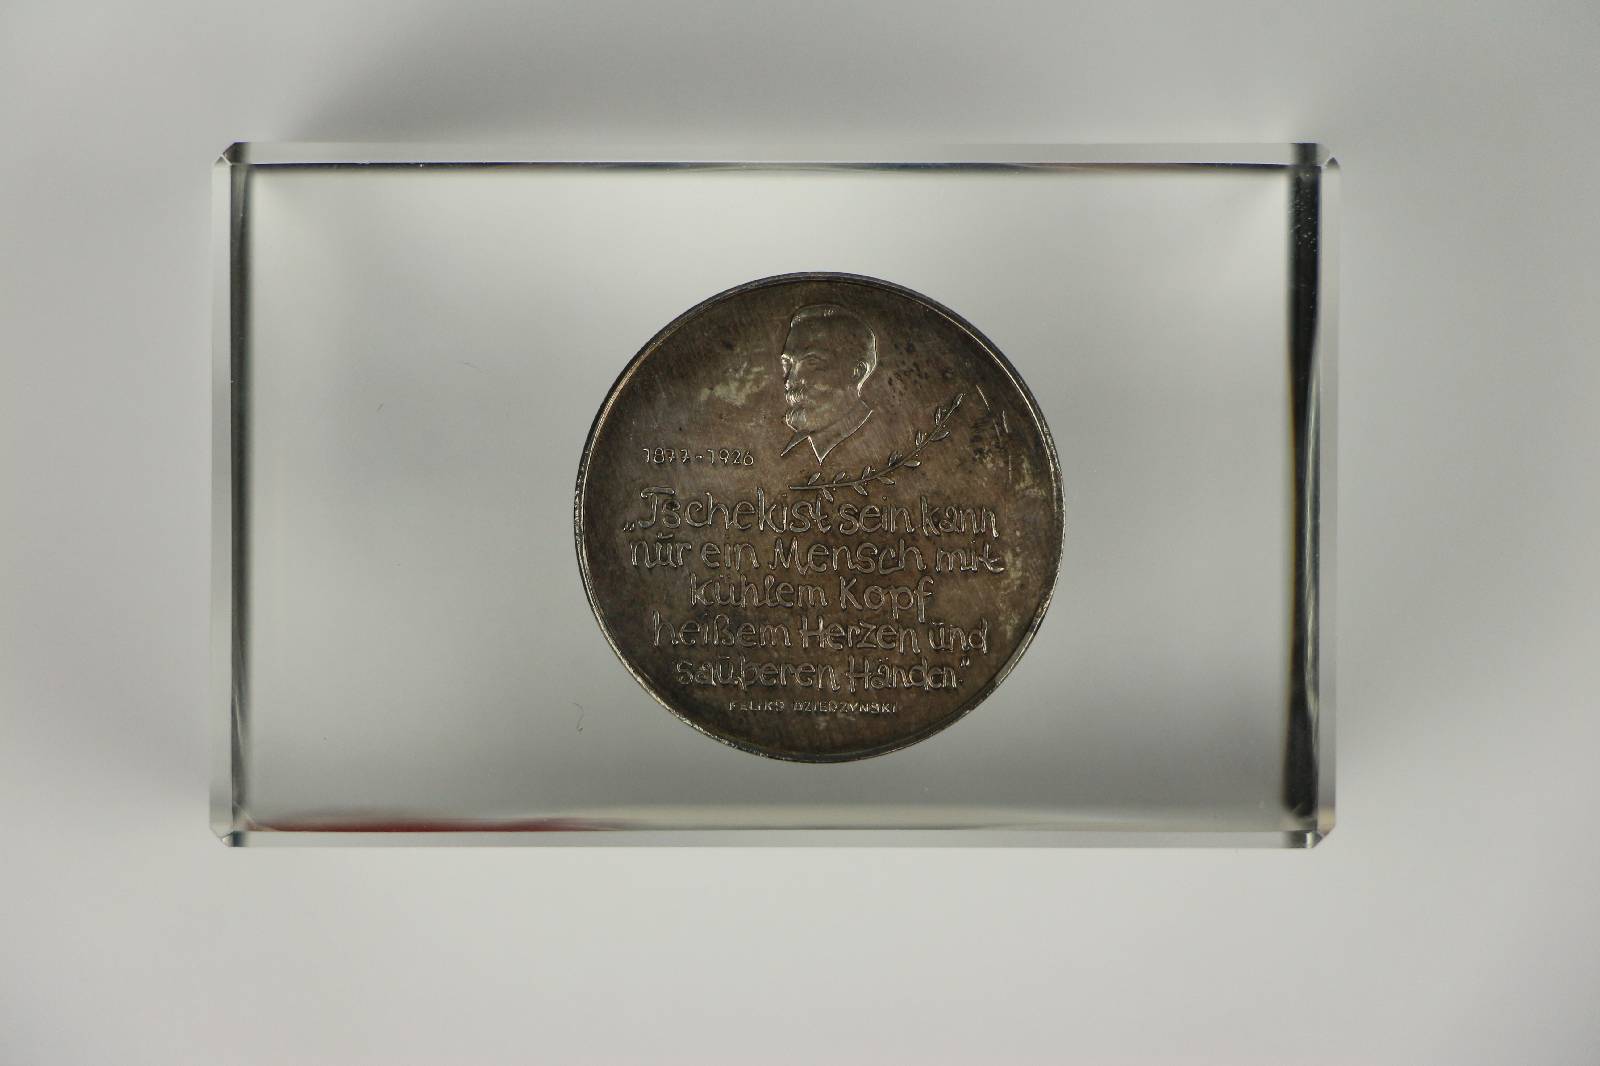 1877-1926
„Tschekist sein kann
nur ein Mensch mit
kühlem Kopf
heißem Herzen und
sauberen Händen."
FELIKS DZIERZYNSKI